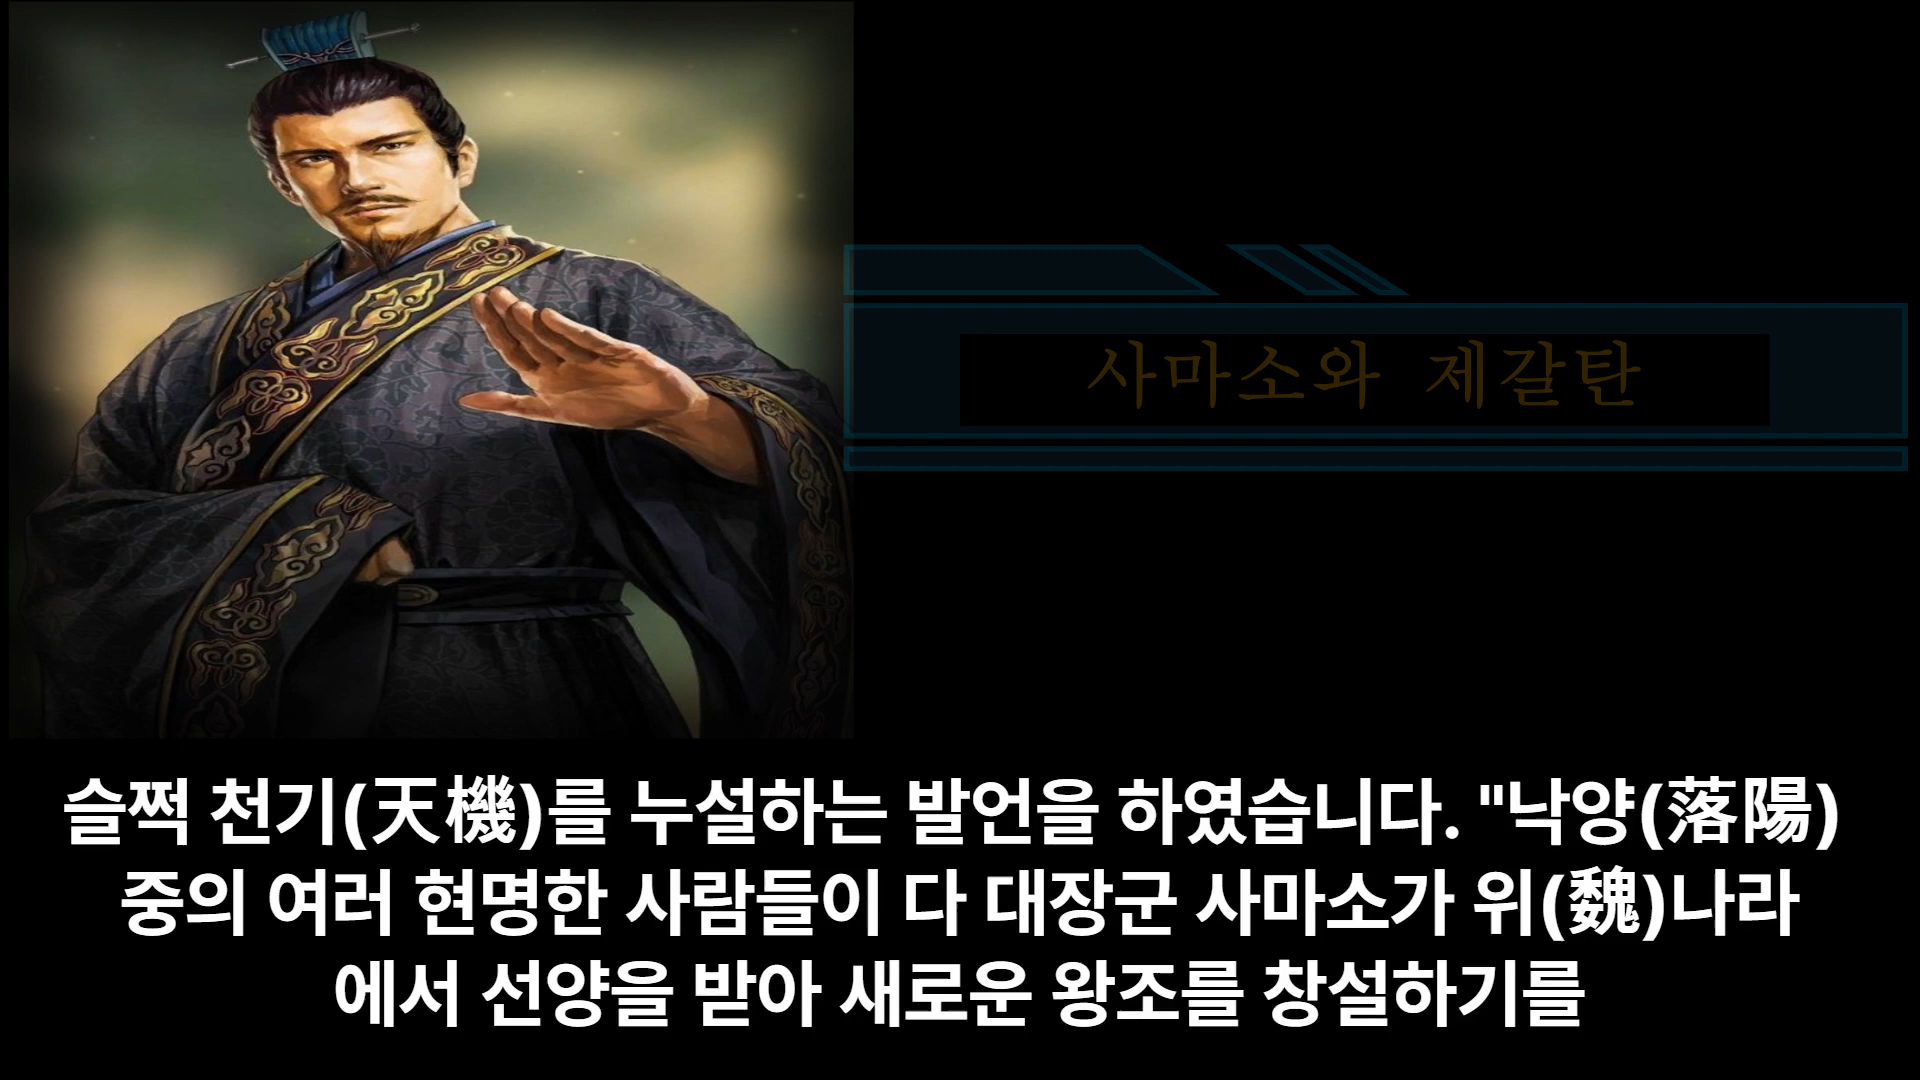 사마소와 제갈탄
슬쩍 천기(天機)를 누설하는 발언을 하였습니다. "낙양(落陽)
중의 여러 현명한 사람들이 다 대장군 사마소가 위(魏)나라
에서 선양을 받아 새로운 왕조를 창설하기를